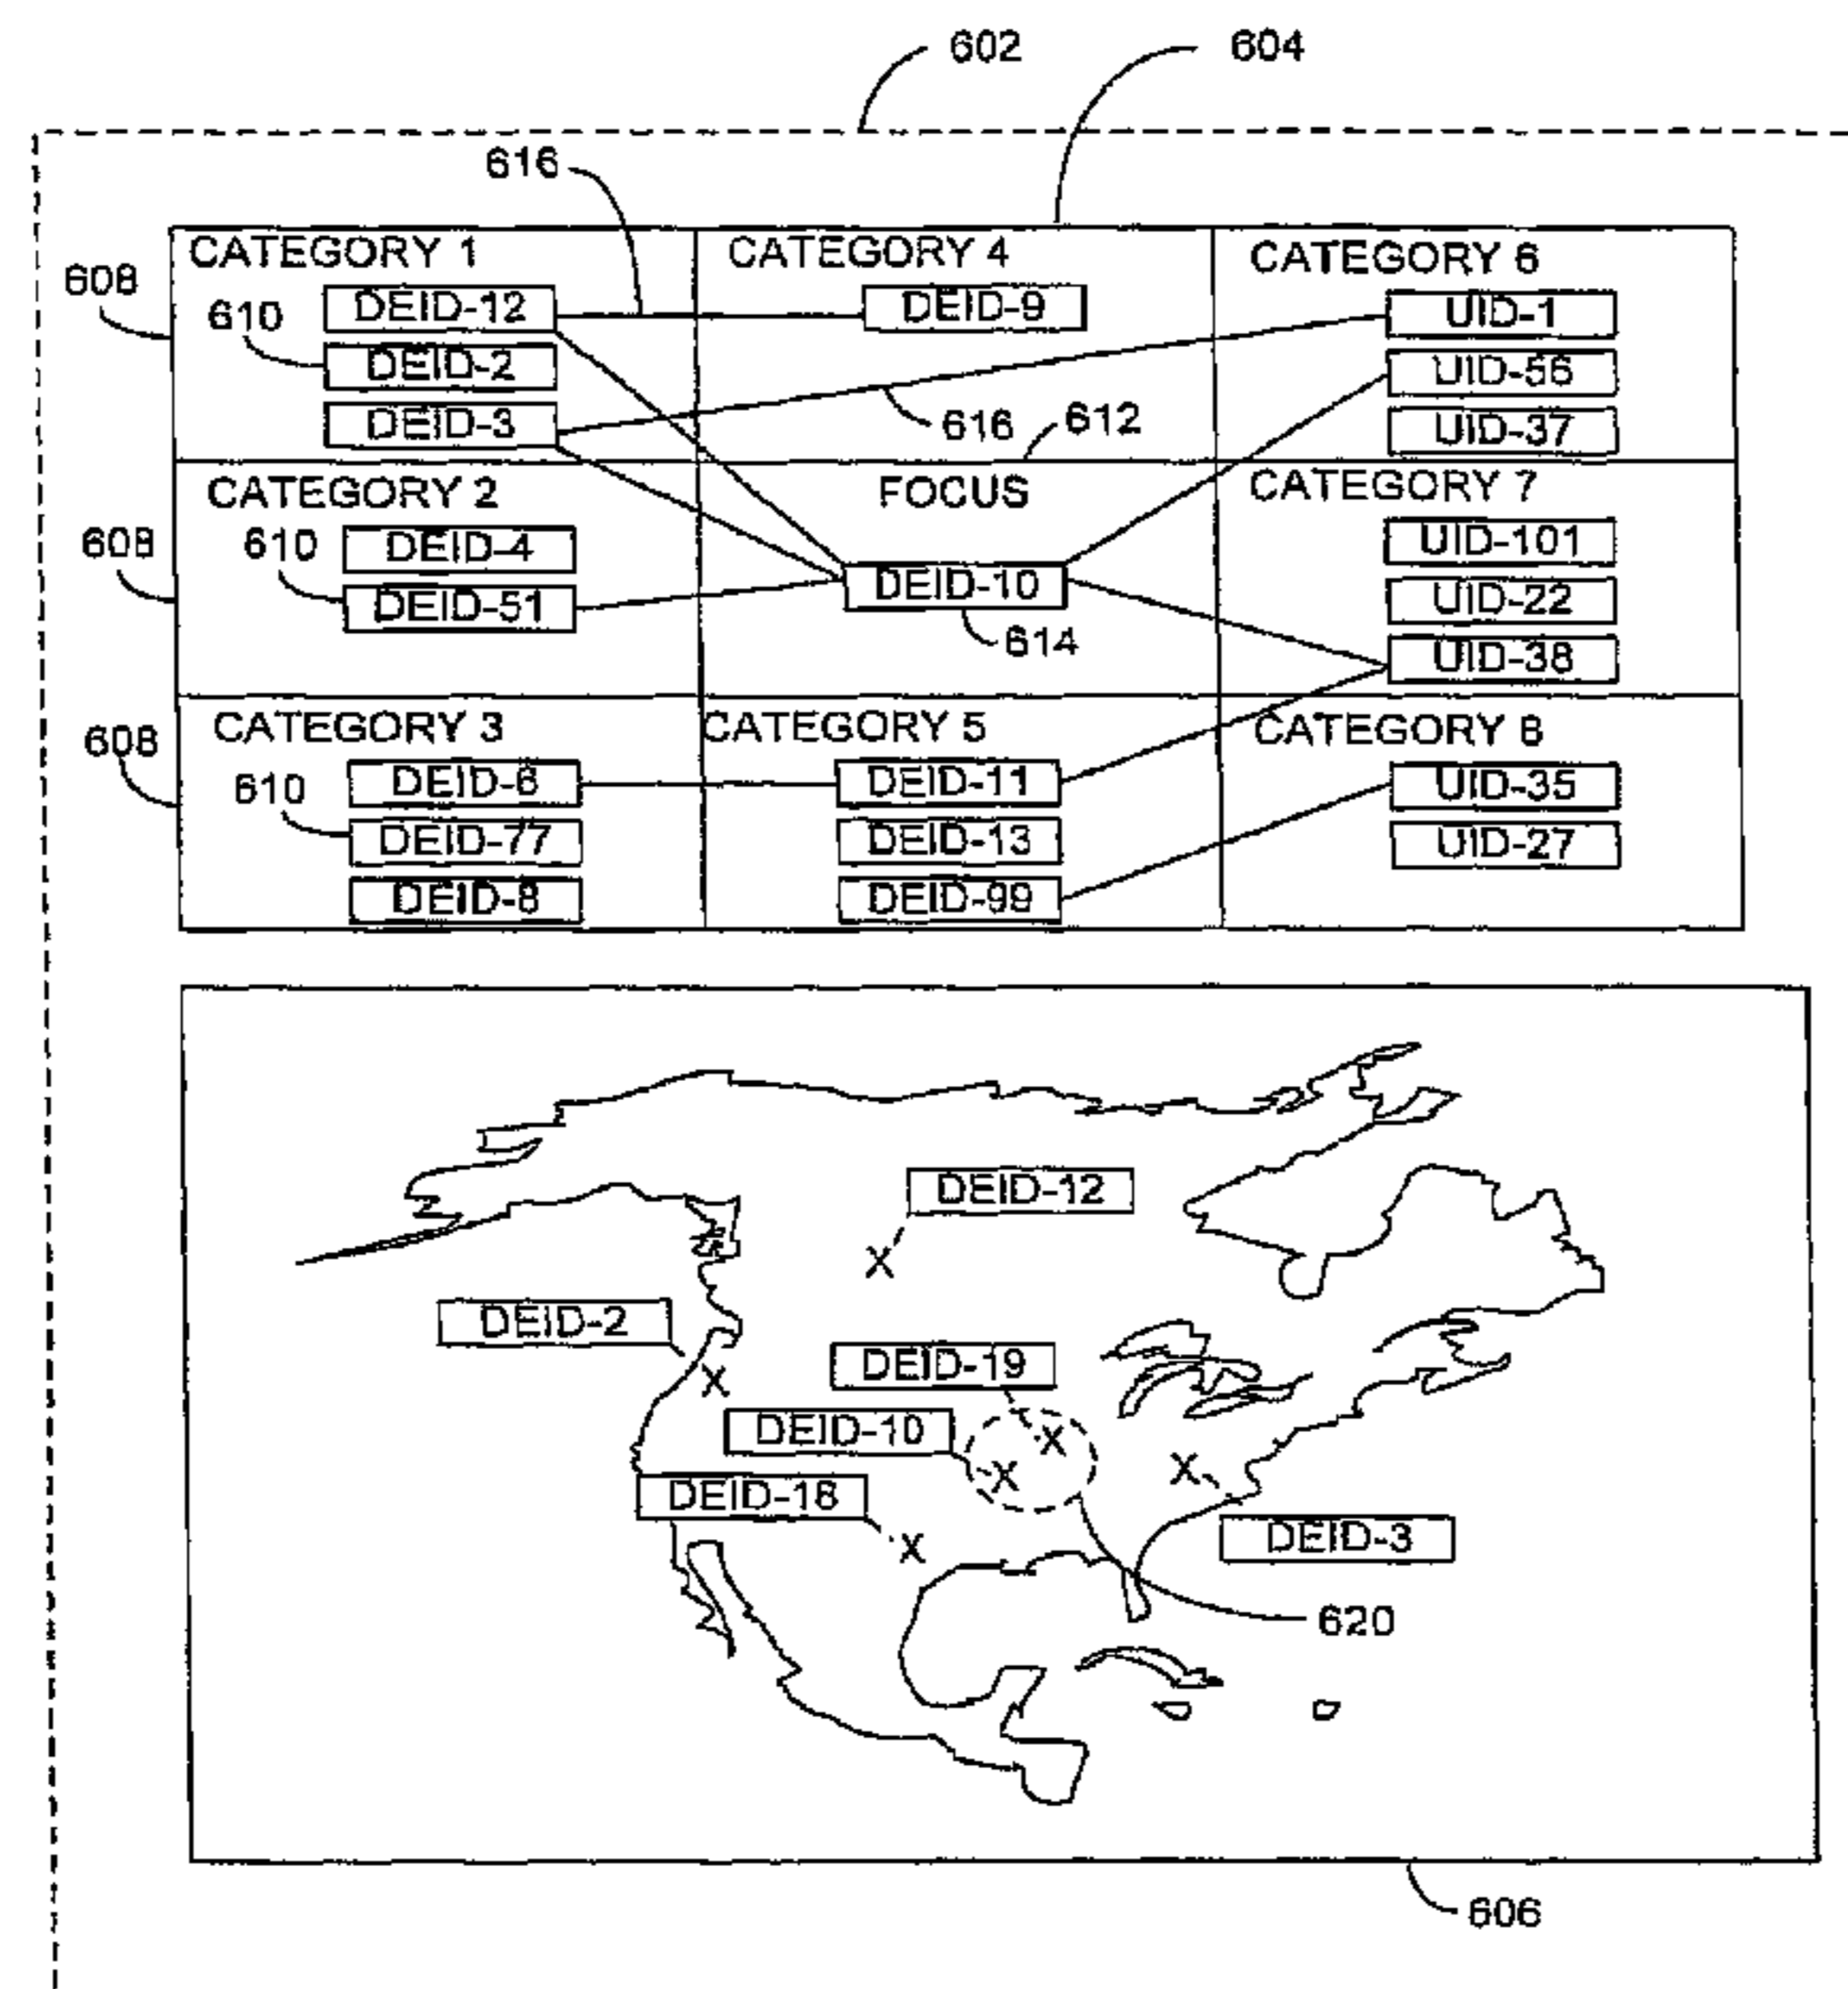 602
604
616
CATEGORY 1
CATEGORY 4
CATEGORY 6
608
610
DEID-12
DEID-9
UID-1
DEID-2
UID-56
DEID-3
616
612
UID-37
CATEGORY 2
FOCUS
CATEGORY 7
608
610
DEID-4
UID-101
DEID-51
DEID-10
UID-22
614
UID-38
CATEGORY 3
CATEGORY 5
CATEGORY 8
608
610
DEID-6
DEID-11
UID-35
DEID-77
DEID-13
UID-27
DEID-8
DEID-99
DEID-12
X
DEID-2
X
DEID-19
X
DEID-10
X
X
DEID-18
X
DEID-3
620
606